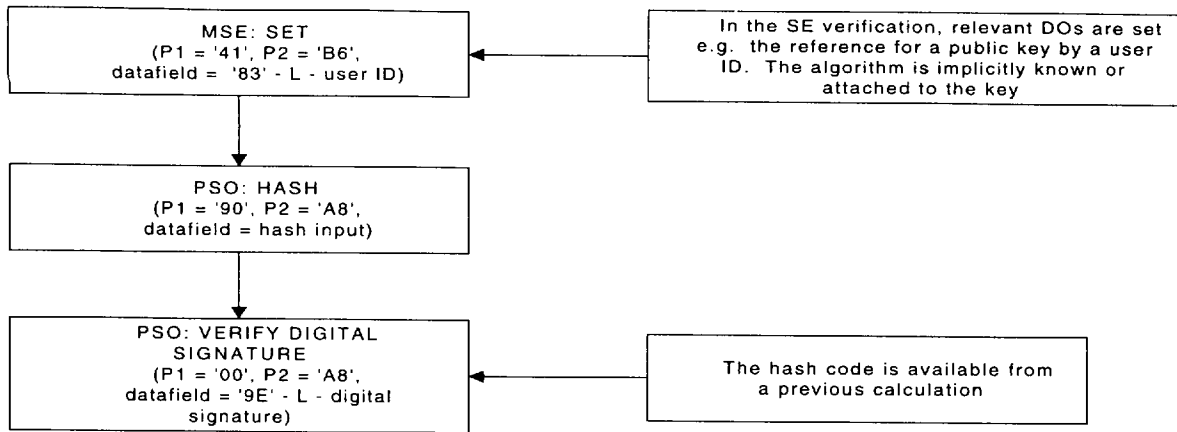 MSE: SET
(P1 = '41', P2 = 'B6',
datafield = '83' - L - user ID)
In the SE verification, relevant DOs are set
e.g. the reference for a public key by a user
ID. The algorithm is implicitly known or
attached to the key
PSO: HASH
(P1 = '90', P2 = 'A8',
datafield = hash input)
PSO: VERIFY DIGITAL
SIGNATURE
(P1 = '00', P2 = 'A8',
datafield = '9E' - L - digital
signature)
The hash code is available from
a previous calculation